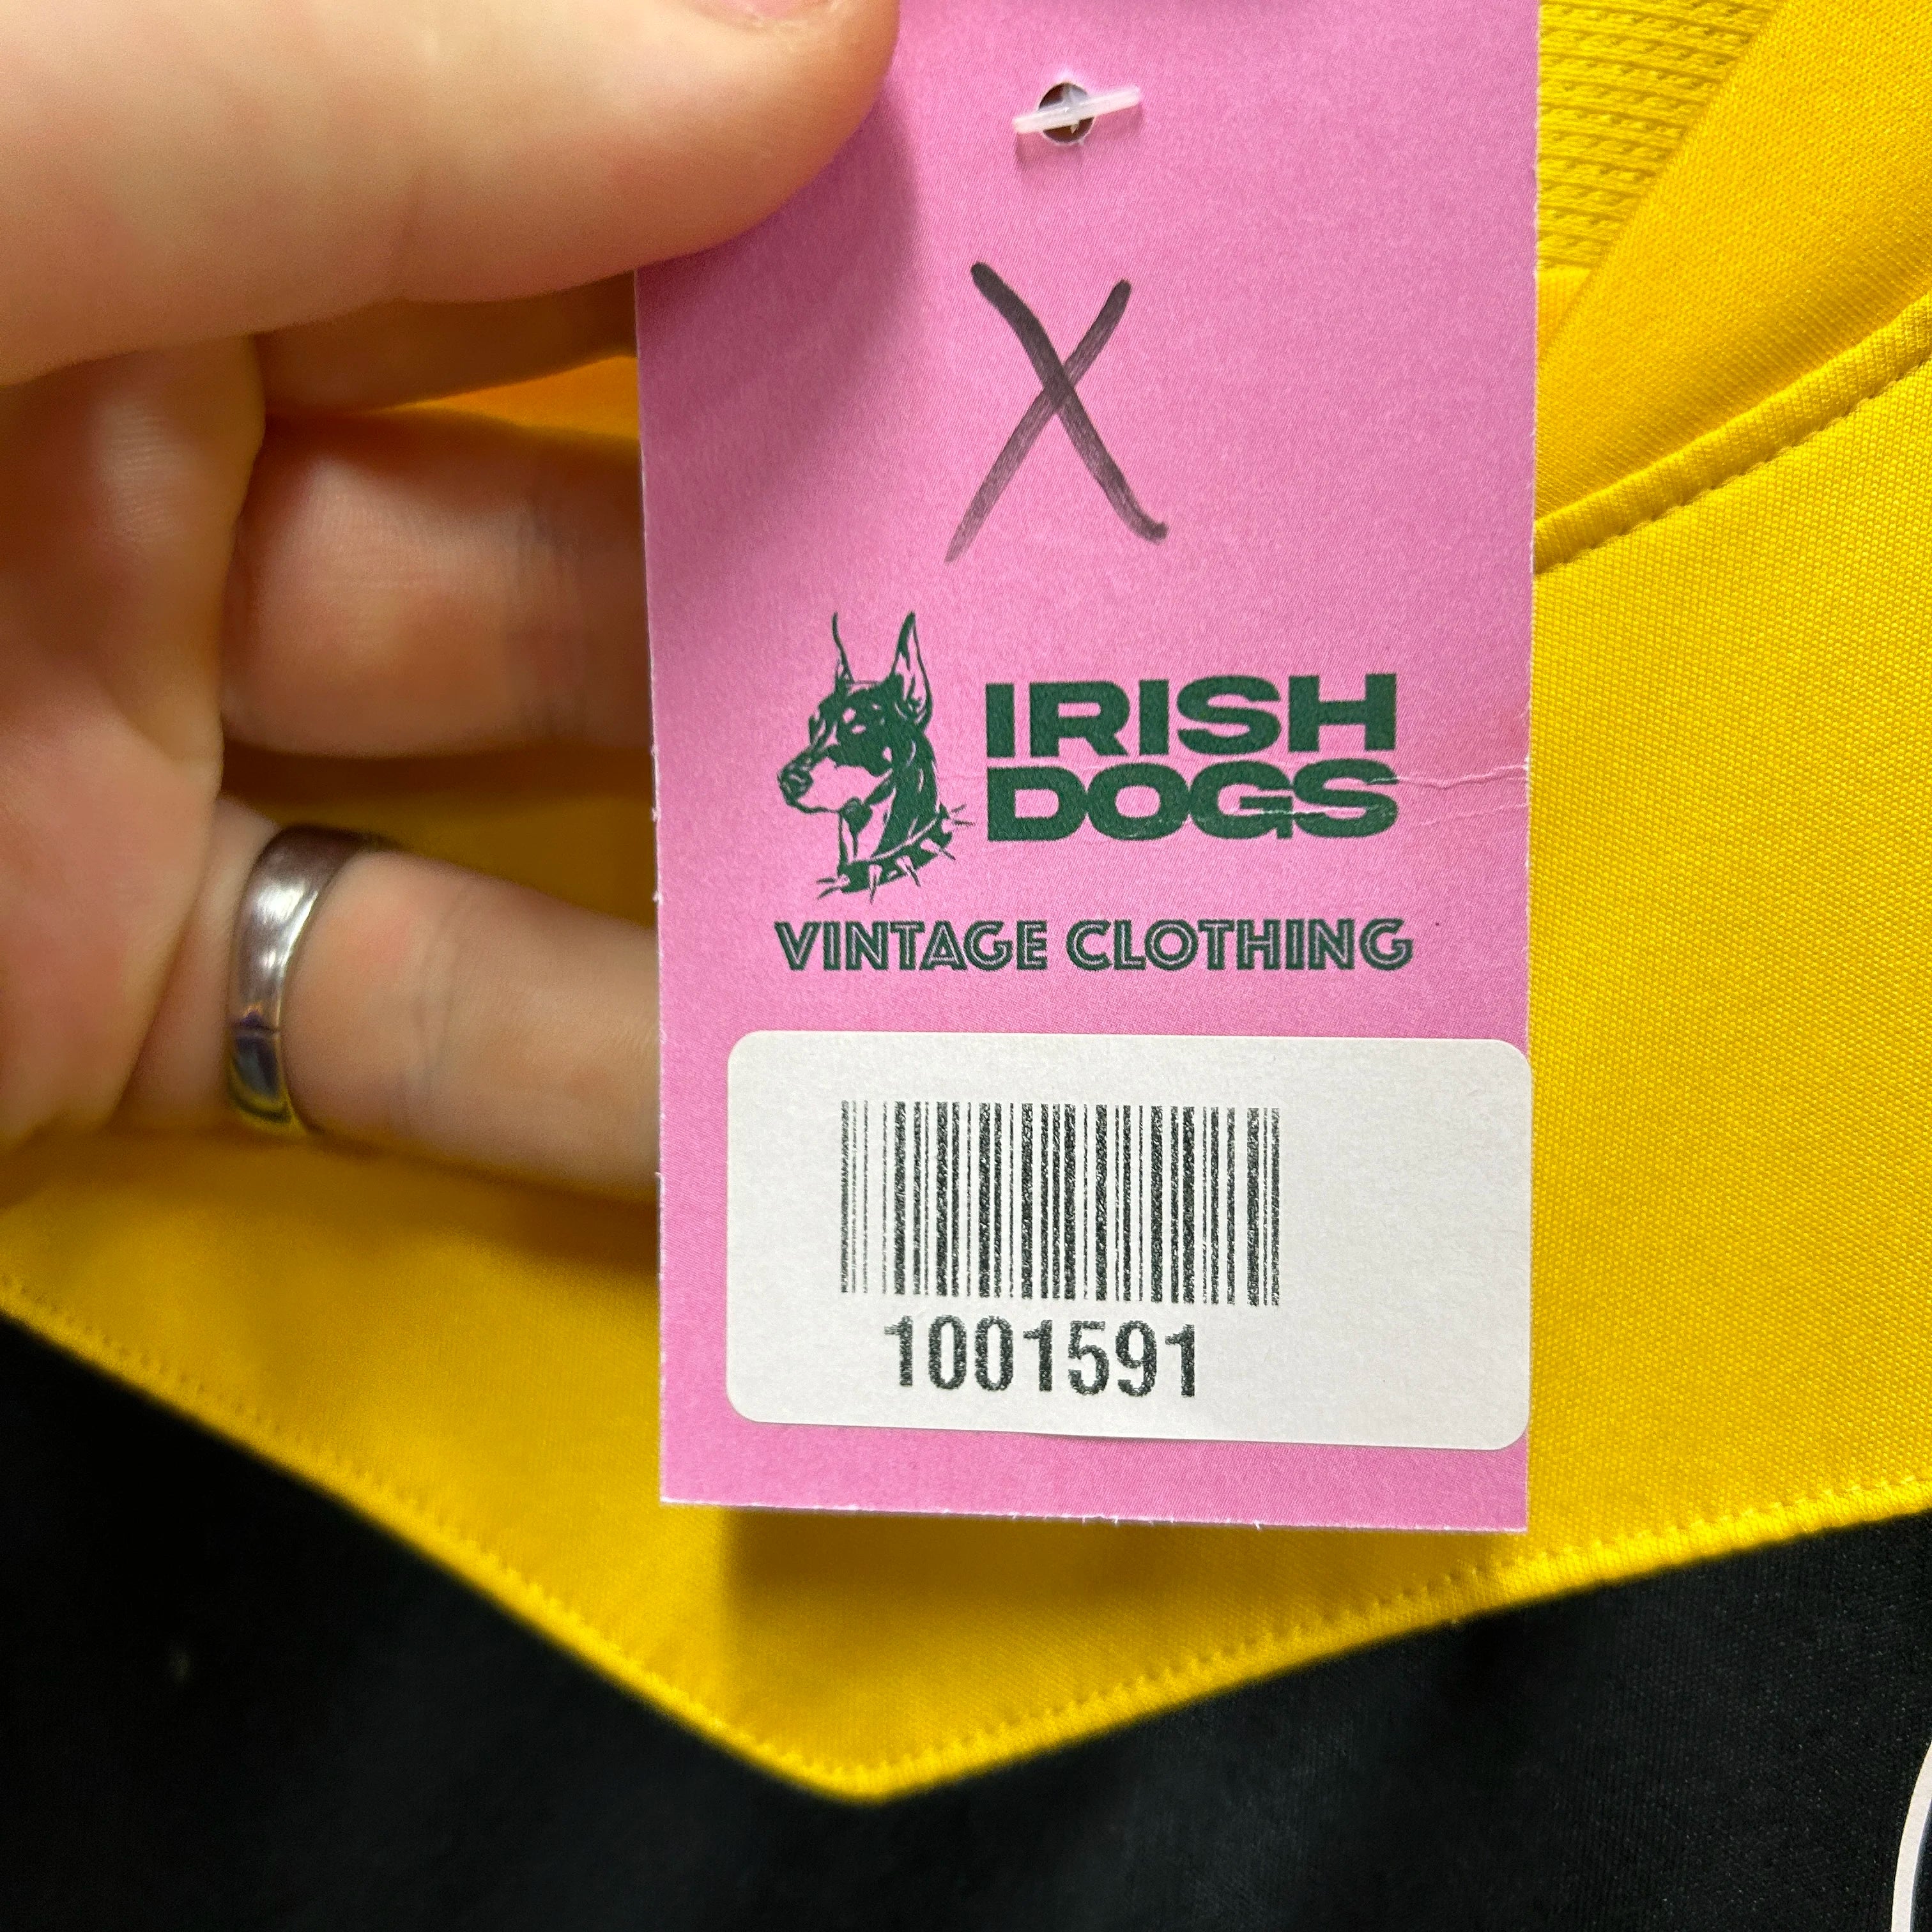 X
IRISH
DOGS
VINTAGE CLOTHING
1001591